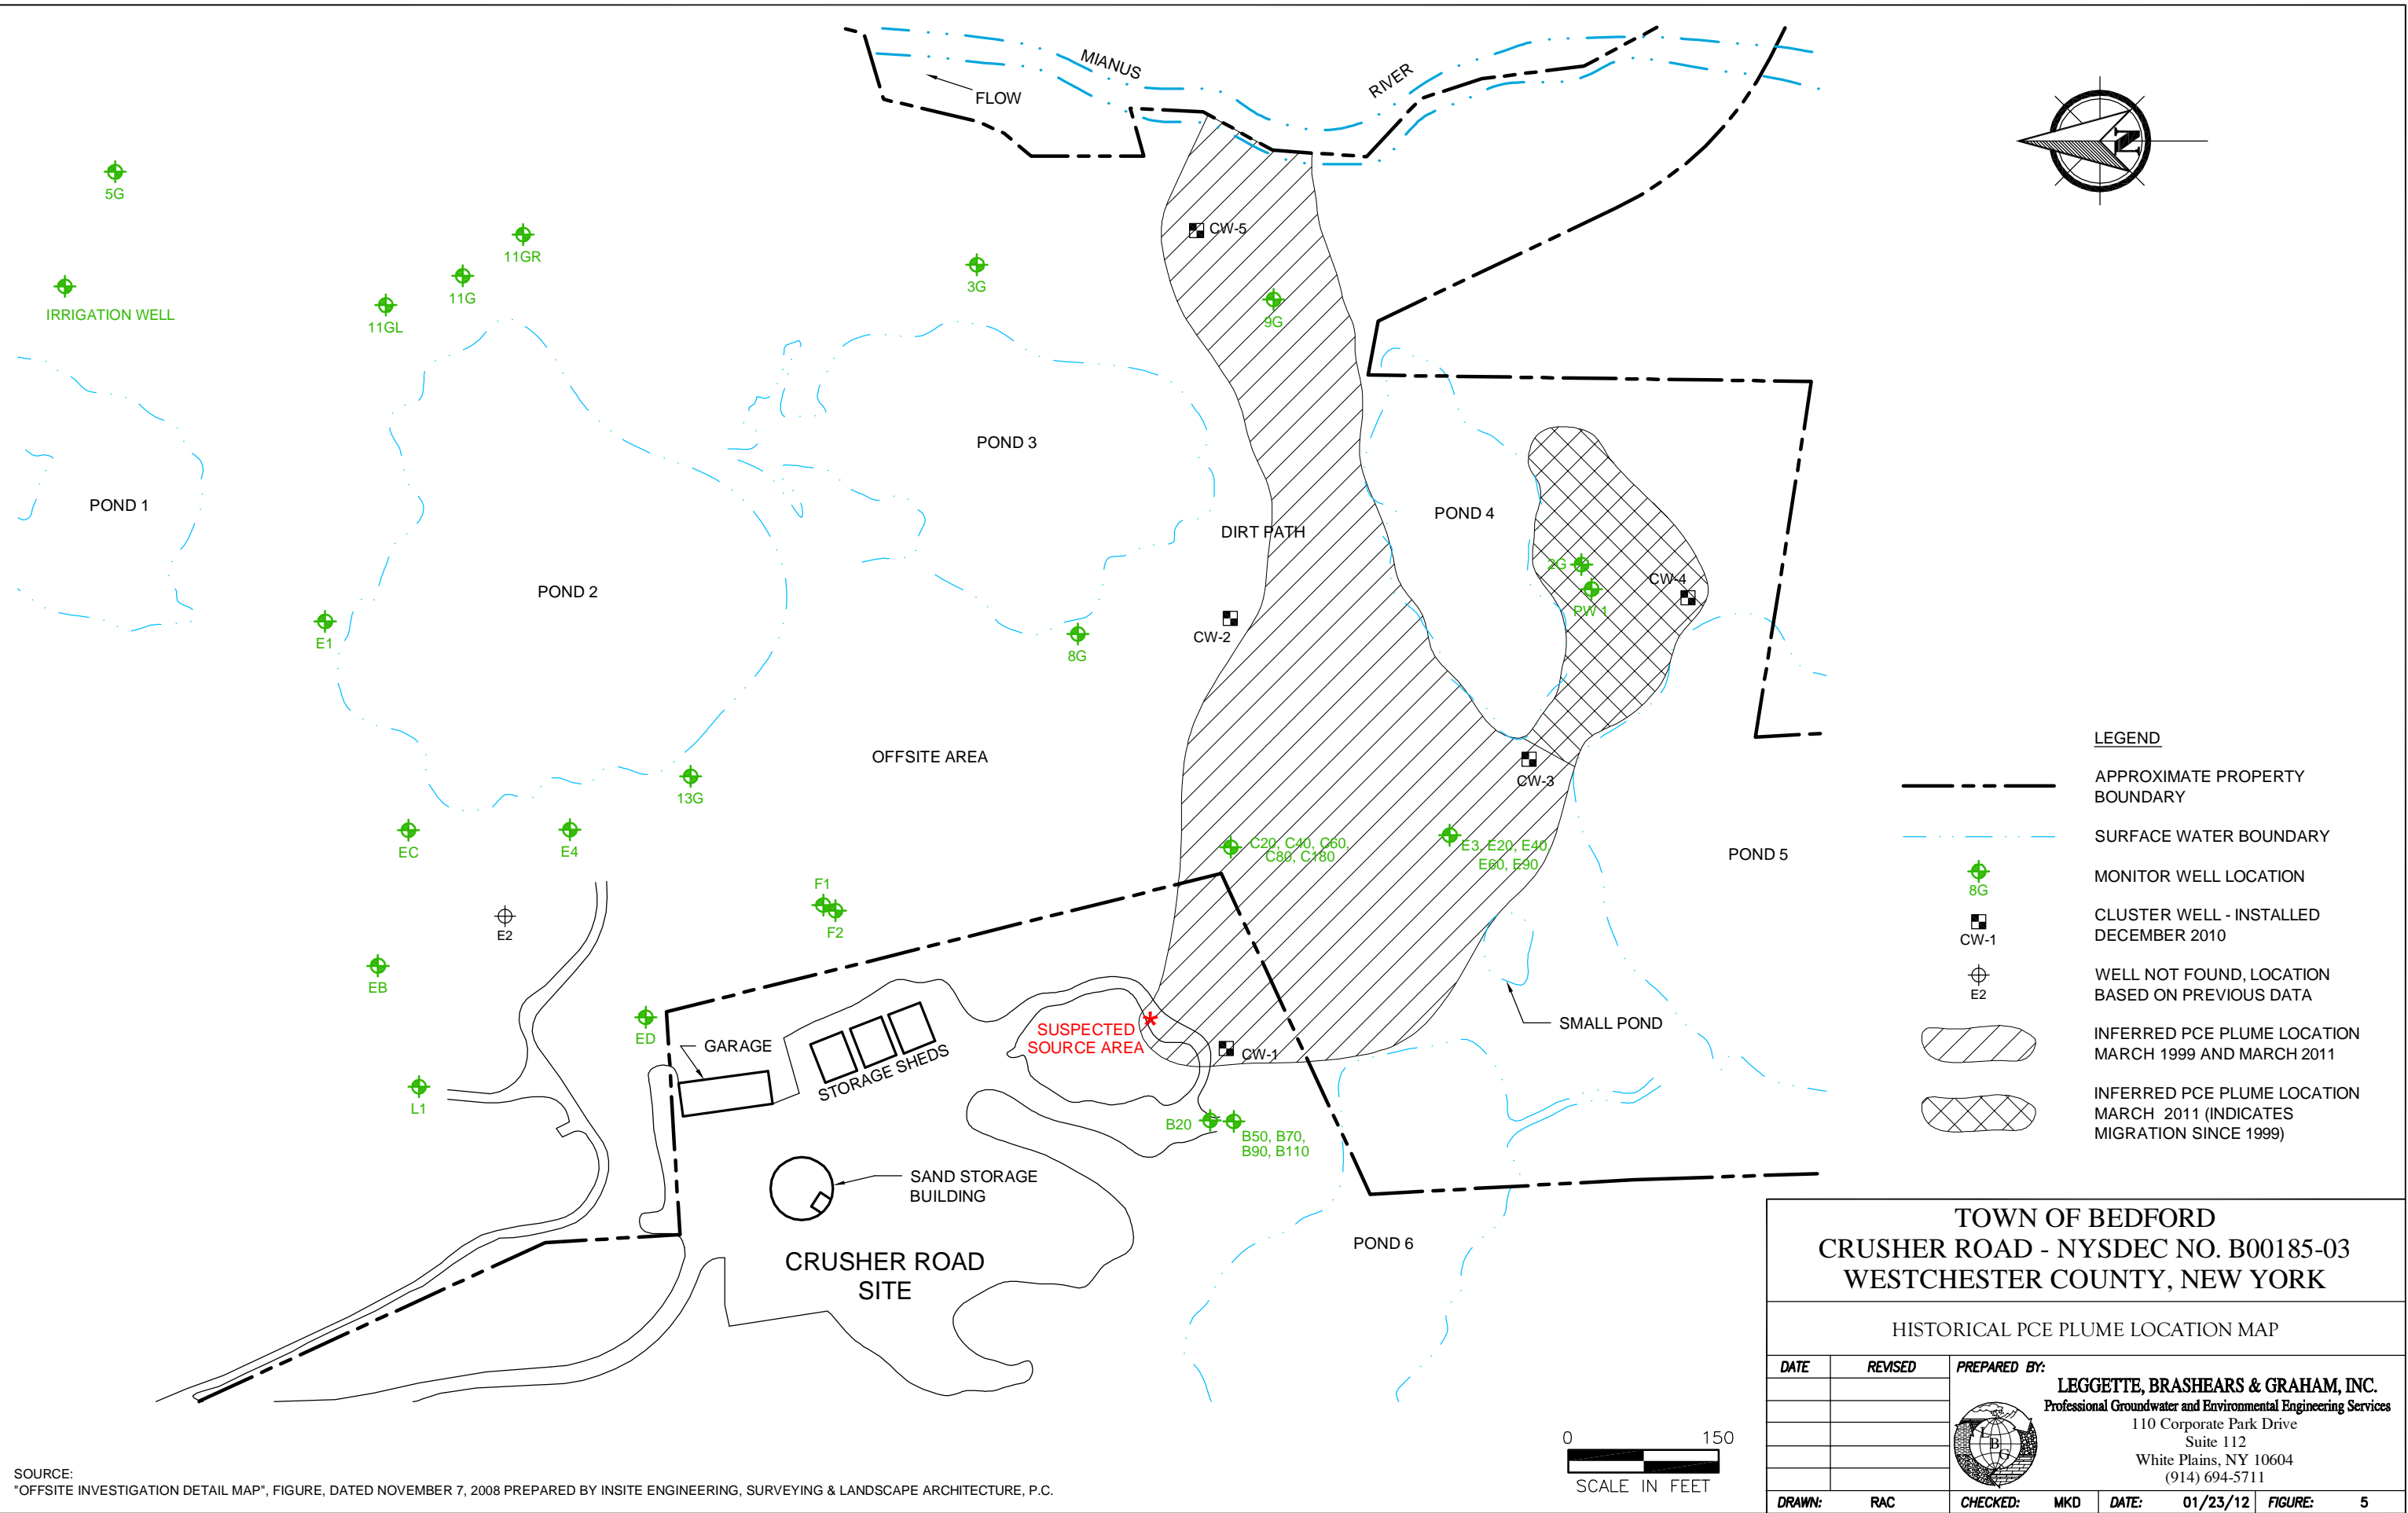 MIANUS
RIVER
FLOW
N
5G
11GR
IRRIGATION WELL
11G
11GL
3G
CW-5
9G
POND 1
POND 2
POND 3
DIRT PATH
POND 4
2G
PW 1
CW-4
E1
CW-2
8G
OFFSITE AREA
13G
CW-3
EC
E4
C20, C40, C60,
C80, C180
E3, E20, E40,
E60, E90
POND 5
F1
F2
E2
EB
ED
GARAGE
STORAGE SHEDS
SUSPECTED
SOURCE AREA
*
CW-1
SMALL POND
L1
B20
B50, B70,
B90, B110
SAND STORAGE
BUILDING
CRUSHER ROAD
SITE
POND 6
LEGEND
APPROXIMATE PROPERTY
BOUNDARY
SURFACE WATER BOUNDARY
8G
MONITOR WELL LOCATION
CW-1
CLUSTER WELL - INSTALLED
DECEMBER 2010
E2
WELL NOT FOUND, LOCATION
BASED ON PREVIOUS DATA
INFERRED PCE PLUME LOCATION
MARCH 1999 AND MARCH 2011
INFERRED PCE PLUME LOCATION
MARCH 2011 (INDICATES
MIGRATION SINCE 1999)
TOWN OF BEDFORD
CRUSHER ROAD - NYSDEC NO. B00185-03
WESTCHESTER COUNTY, NEW YORK
HISTORICAL PCE PLUME LOCATION MAP
DATE REVISED PREPARED BY:
LEGGETTE, BRASHEARS & GRAHAM, INC.
Professional Groundwater and Environmental Engineering Services
110 Corporate Park Drive
Suite 112
White Plains, NY 10604
(914) 694-5711
L B G
DRAWN: RAC CHECKED: MKD DATE: 01/23/12 FIGURE: 5
0 150
SCALE IN FEET
SOURCE:
"OFFSITE INVESTIGATION DETAIL MAP", FIGURE, DATED NOVEMBER 7, 2008 PREPARED BY INSITE ENGINEERING, SURVEYING & LANDSCAPE ARCHITECTURE, P.C.